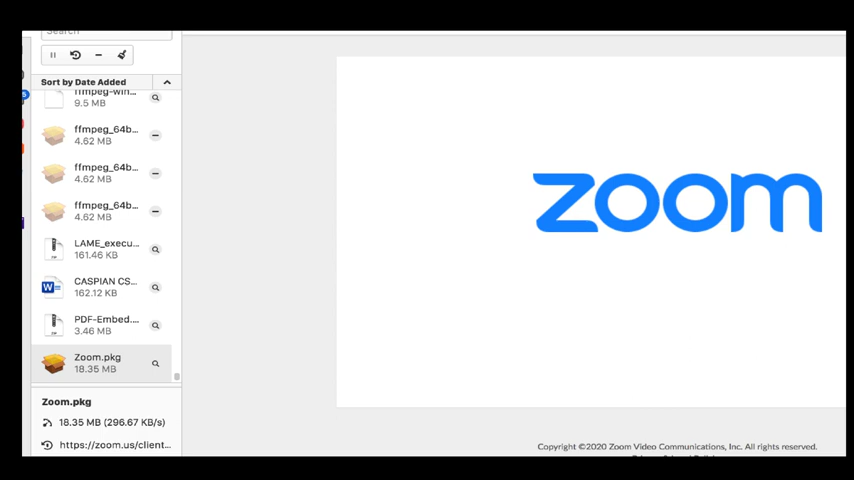 Search
Sort by Date Added
ffmpeg-win...
9.5 MB
ffmpeg_64b...
4.62 MB
ffmpeg_64b...
4.62 MB
ffmpeg_64b...
4.62 MB
LAME_execu...
161.46 KB
CASPIAN CS...
162.12 KB
PDF-Embed....
3.46 MB
Zoom.pkg
18.35 MB
Zoom.pkg
18.35 MB (296.67 KB/s)
https://zoom.us/client...
zoom
Copyright ©2020 Zoom Video Communications, Inc. All rights reserved.